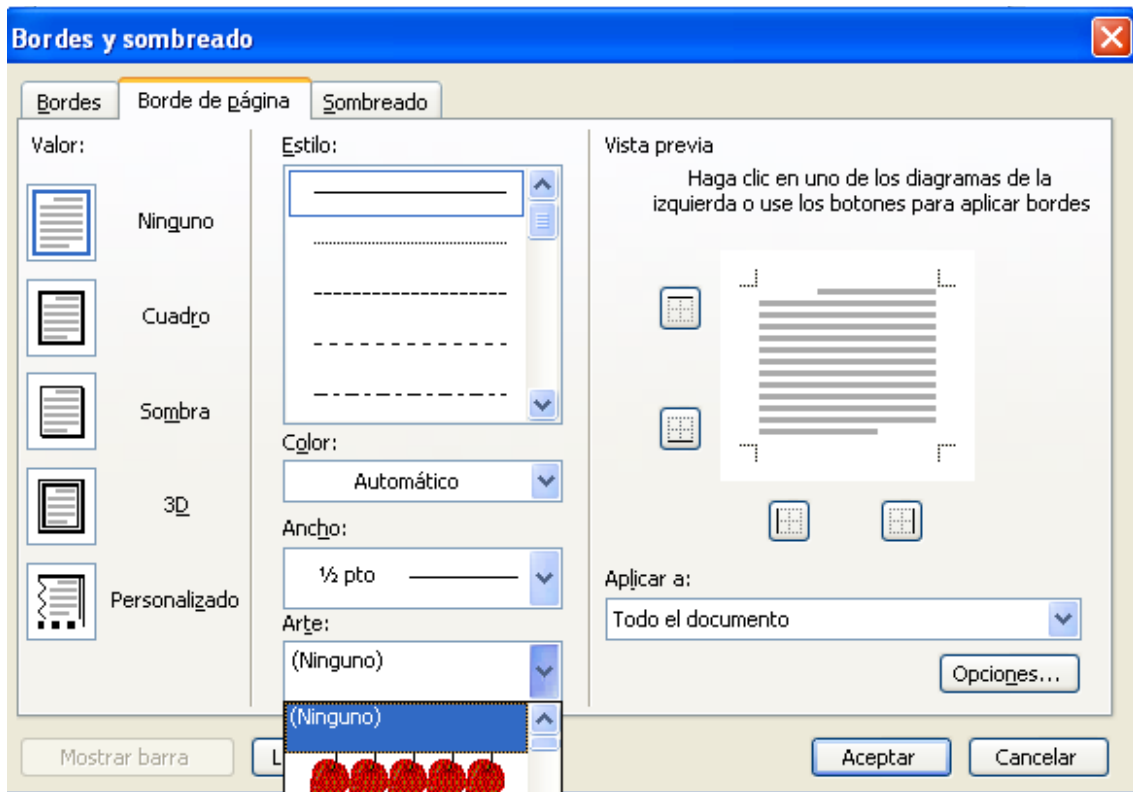 Bordes y sombreado
Bordes
Borde de página
Sombreado
Valor:
Ninguno
Cuadro
Sombra
3D
Personalizado
Estilo:
Color:
Automático
Ancho:
½ pto
Arte:
(Ninguno)
(Ninguno)
Vista previa
Haga clic en uno de los diagramas de la
izquierda o use los botones para aplicar bordes
Aplicar a:
Todo el documento
Opciones...
Mostrar barra
Aceptar
Cancelar